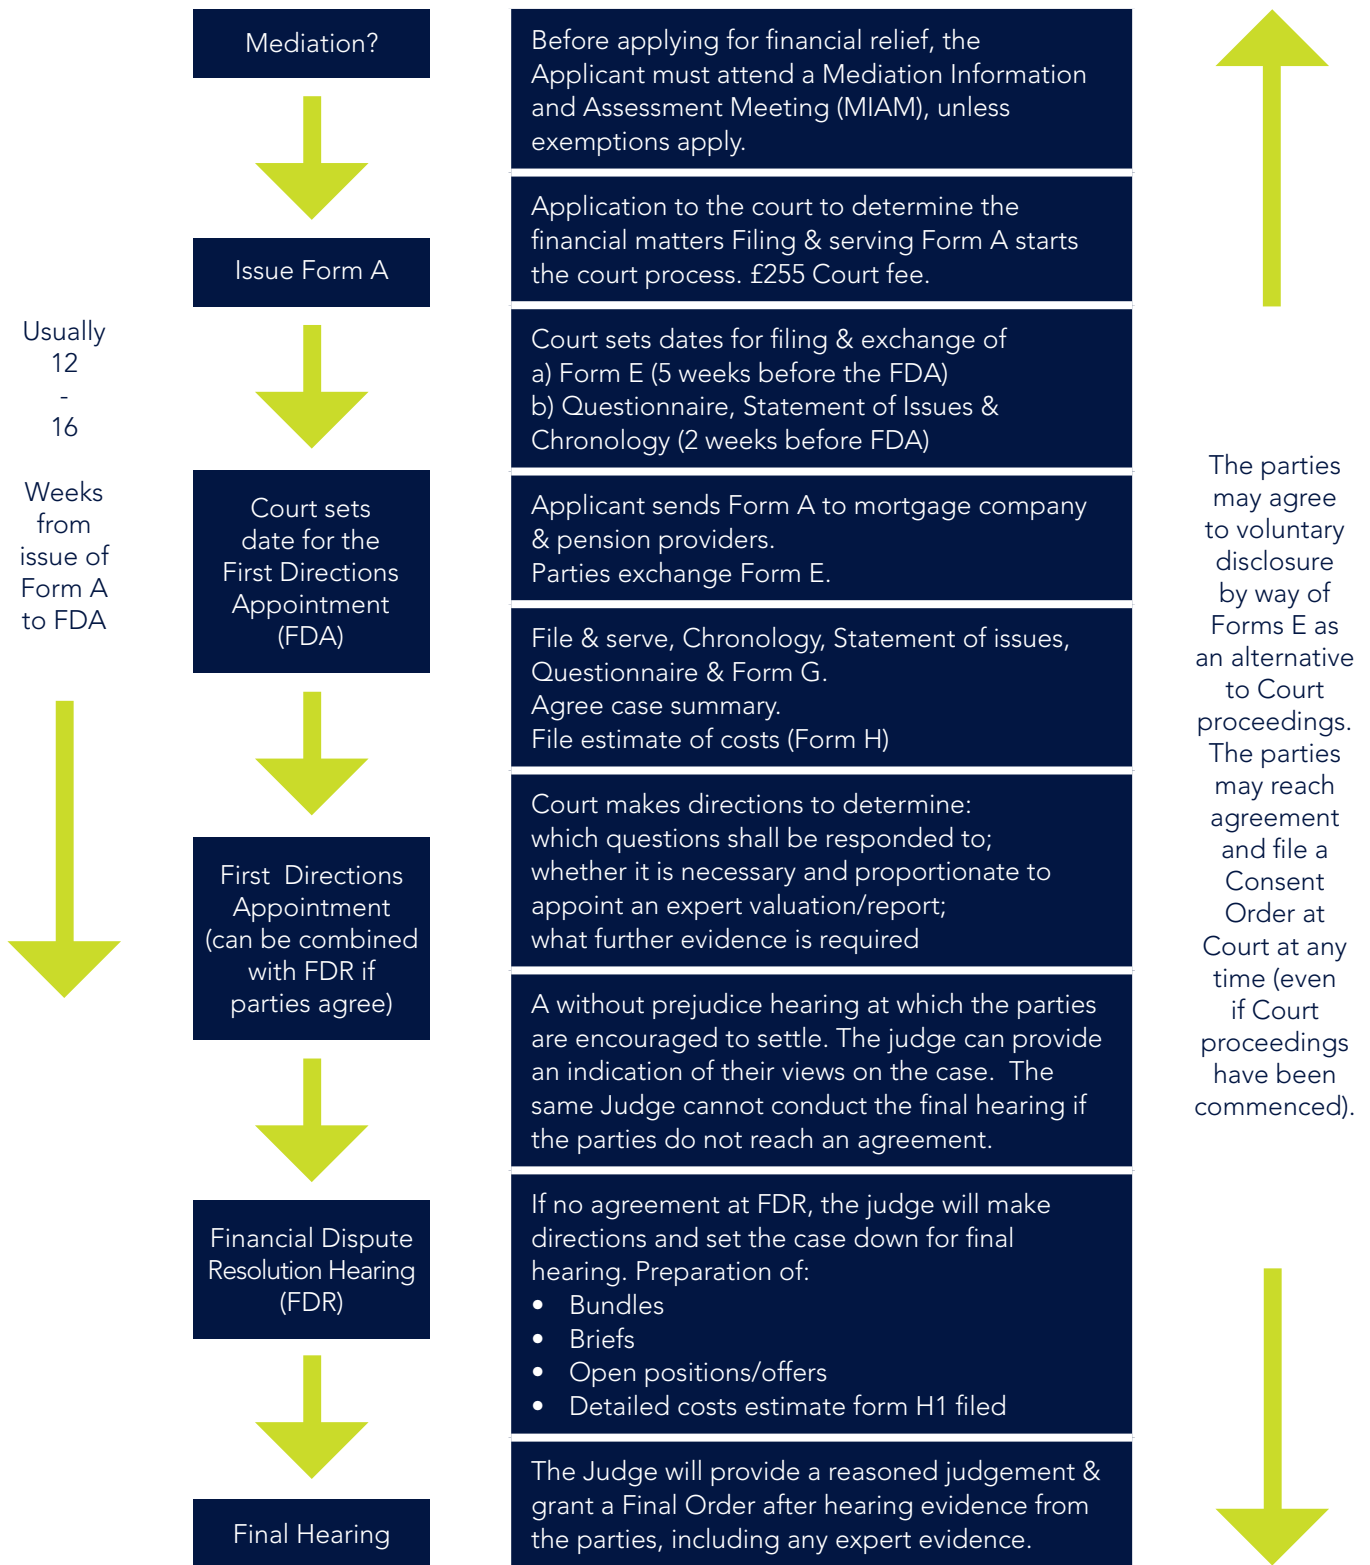 Mediation?
Issue Form A
Court sets
date for the
First Directions
Appointment
(FDA)
First  Directions
Appointment
(can be combined
with FDR if
parties agree)
Financial Dispute
Resolution Hearing
(FDR)
Final Hearing
Usually
12
-
16
Weeks
from
issue of
Form A
to FDA
Before applying for financial relief, the
Applicant must attend a Mediation Information
and Assessment Meeting (MIAM), unless
exemptions apply.
Application to the court to determine the
financial matters Filing & serving Form A starts
the court process. £255 Court fee.
Court sets dates for filing & exchange of
a) Form E (5 weeks before the FDA)
b) Questionnaire, Statement of Issues &
Chronology (2 weeks before FDA)
Applicant sends Form A to mortgage company
& pension providers.
Parties exchange Form E.
File & serve, Chronology, Statement of issues,
Questionnaire & Form G.
Agree case summary.
File estimate of costs (Form H)
Court makes directions to determine:
which questions shall be responded to;
whether it is necessary and proportionate to
appoint an expert valuation/report;
what further evidence is required
A without prejudice hearing at which the parties
are encouraged to settle. The judge can provide
an indication of their views on the case.  The
same Judge cannot conduct the final hearing if
the parties do not reach an agreement.
If no agreement at FDR, the judge will make
directions and set the case down for final
hearing. Preparation of:
• Bundles
• Briefs
• Open positions/offers
• Detailed costs estimate form H1 filed
The Judge will provide a reasoned judgement &
grant a Final Order after hearing evidence from
the parties, including any expert evidence.
The parties
may agree
to voluntary
disclosure
by way of
Forms E as
an alternative
to Court
proceedings.
The parties
may reach
agreement
and file a
Consent
Order at
Court at any
time (even
if Court
proceedings
have been
commenced).